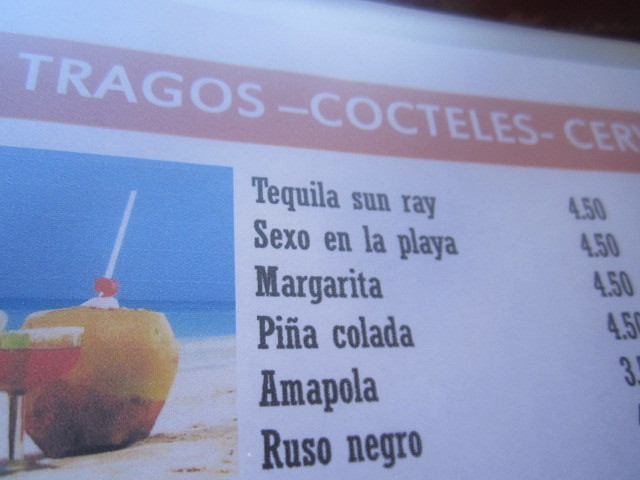 TRAGOS –COCTELES- CER
Tequila sun ray 4.50
Sexo en la playa 4.50
Margarita 4.50
Piña colada 4.50
Amapola 3.
Ruso negro